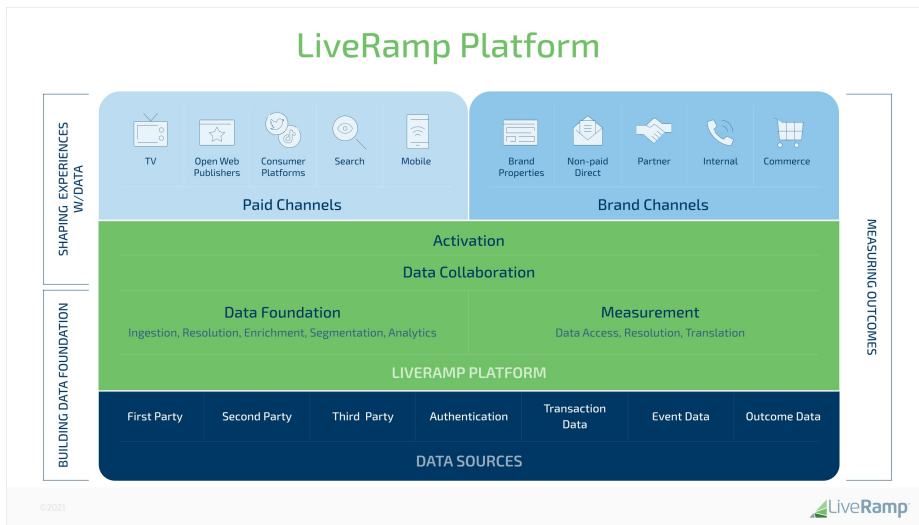 LiveRamp Platform
SHAPING EXPERIENCES
W/DATA
BUILDING DATA FOUNDATION
TV
Open Web
Publishers
Consumer
Platforms
Search
Mobile
Paid Channels
Brand
Properties
Non-paid
Direct
Partner
Internal
Commerce
Brand Channels
Activation
Data Collaboration
Data Foundation
Ingestion, Resolution, Enrichment, Segmentation, Analytics
Measurement
Data Access, Resolution, Translation
LIVERAMP PLATFORM
First Party
Second Party
Third Party
Authentication
Transaction
Data
Event Data
Outcome Data
DATA SOURCES
MEASURING OUTCOMES
©2021
LiveRamp